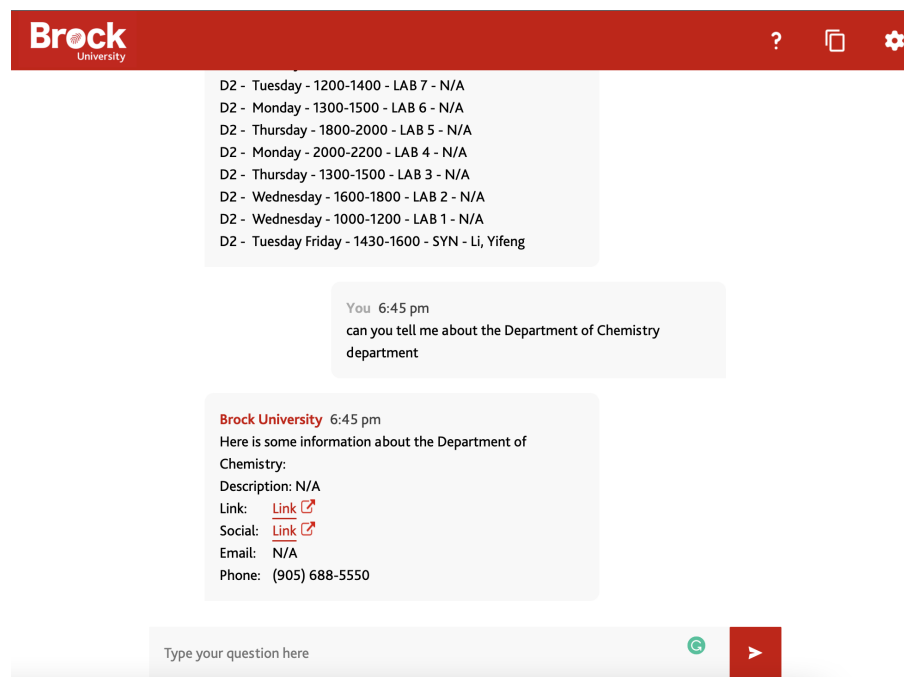 Brock
University
?
D2 - Tuesday - 1200-1400 - LAB 7 - N/A
D2 - Monday - 1300-1500 - LAB 6 - N/A
D2 - Thursday - 1800-2000 - LAB 5 - N/A
D2 - Monday - 2000-2200 - LAB 4 - N/A
D2 - Thursday - 1300-1500 - LAB 3 - N/A
D2 - Wednesday - 1600-1800 - LAB 2 - N/A
D2 - Wednesday - 1000-1200 - LAB 1 - N/A
D2 - Tuesday Friday - 1430-1600 - SYN - Li, Yifeng
You 6:45 pm
can you tell me about the Department of Chemistry
department
Brock University 6:45 pm
Here is some information about the Department of
Chemistry:
Description: N/A
Link: Link
Social: Link
Email: N/A
Phone: (905) 688-5550
Type your question here